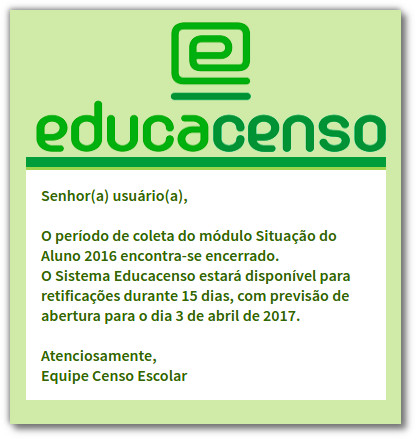 e
educacenso
Senhor(a) usuário(a),
O período de coleta do módulo Situação do
Aluno 2016 encontra-se encerrado.
O Sistema Educacenso estará disponível para
retificações durante 15 dias, com previsão de
abertura para o dia 3 de abril de 2017.
Atenciosamente,
Equipe Censo Escolar